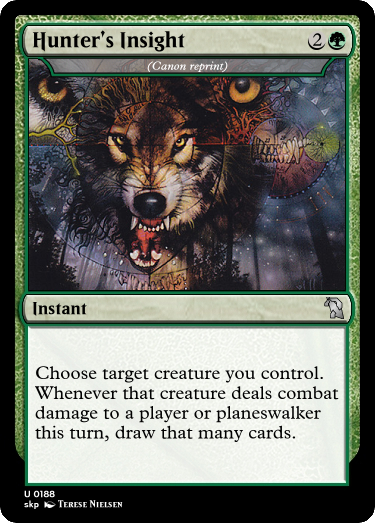 Hunter's Insight 2
(Canon reprint)
Instant
Choose target creature you control.
Whenever that creature deals combat
damage to a player or planeswalker
this turn, draw that many cards.
U 0188
skp Terese Nielsen